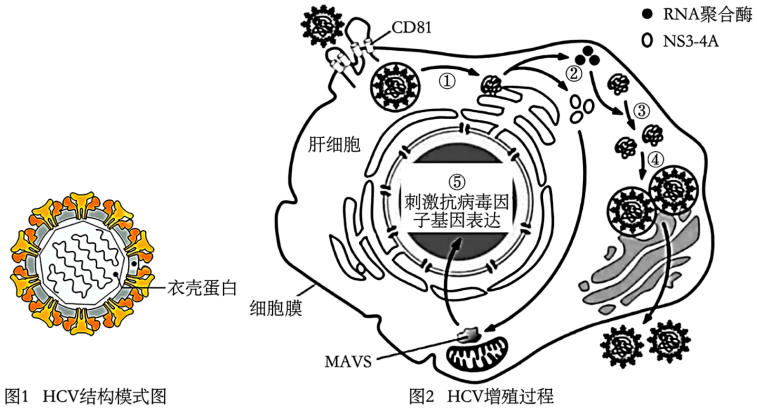 RNA聚合酶
NS3-4A
CD81
①
②
③
④
肝细胞
⑤
刺激抗病毒因
子基因表达
衣壳蛋白
细胞膜
MAVS
图1 HCV结构模式图
图2 HCV增殖过程